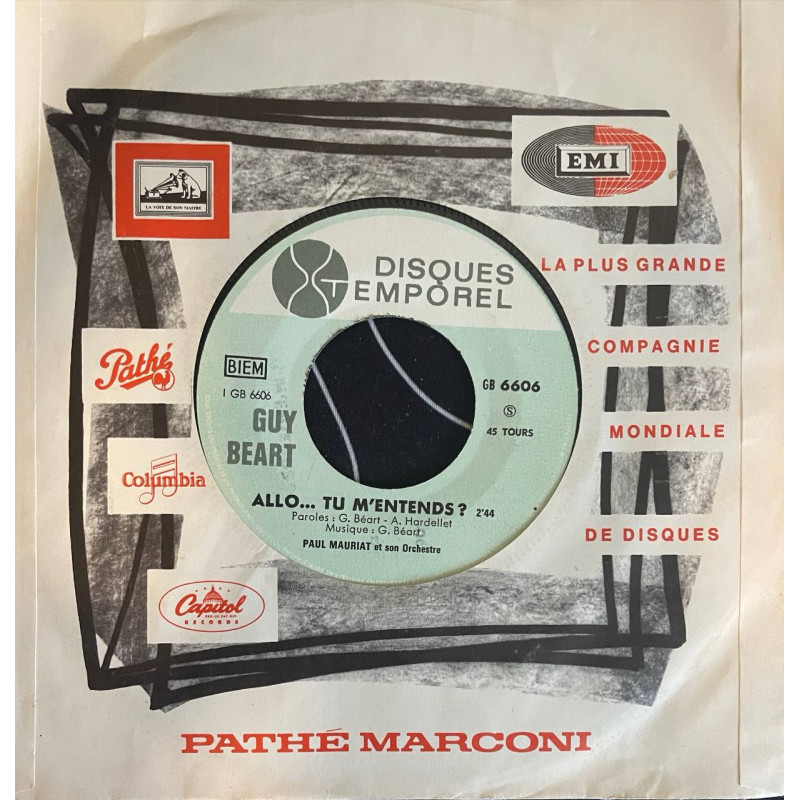 EMI
LA VOIX DE SON MAITRE
DISQUES
TEMPOREL
LA PLUS GRANDE
COMPAGNIE
MONDIALE
DE DISQUES
Pathé
Columbia
Capitol
RECORDS
BIEM
1 GB 6606
GUY
BEART
GB 6606
S
45 TOURS
ALLO... TU M'ENTENDS? 2'44
Paroles : G. Béart - A. Hardellet
Musique : G. Béart
PAUL MAURIAT et son Orchestre
PATHÉ MARCONI